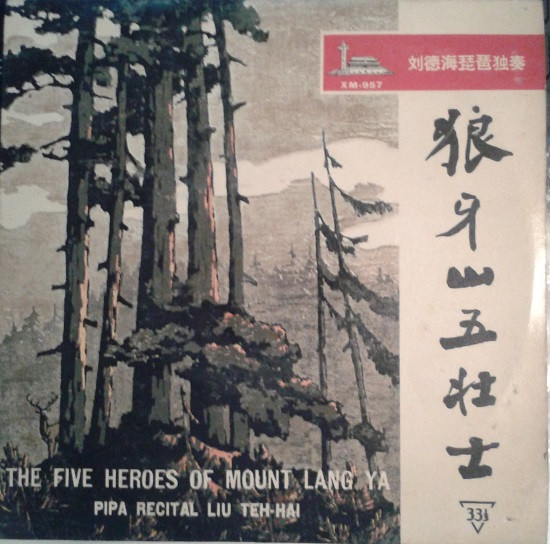 刘德海琵琶独奏
XM-957
狼牙山五壮士
THE FIVE HEROES OF MOUNT LANG YA
PIPA RECITAL LIU TEH-HAI
33⅓